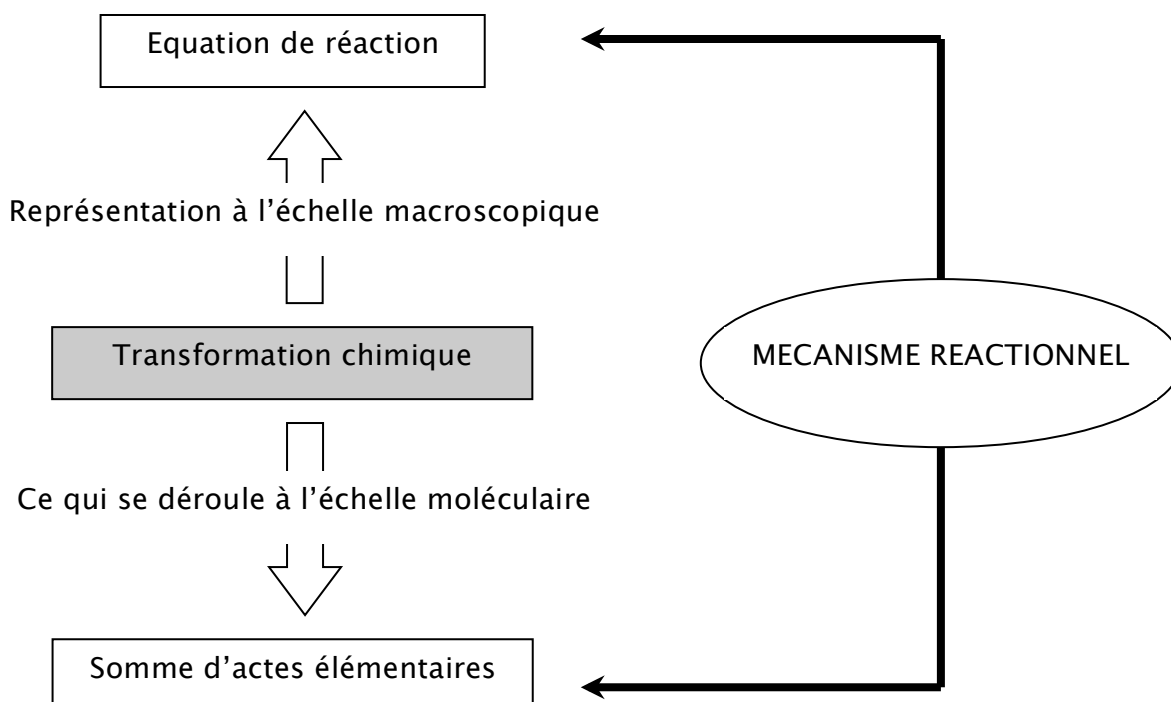 Equation de réaction
Représentation à l’échelle macroscopique
Transformation chimique
MECANISME REACTIONNEL
Ce qui se déroule à l’échelle moléculaire
Somme d’actes élémentaires